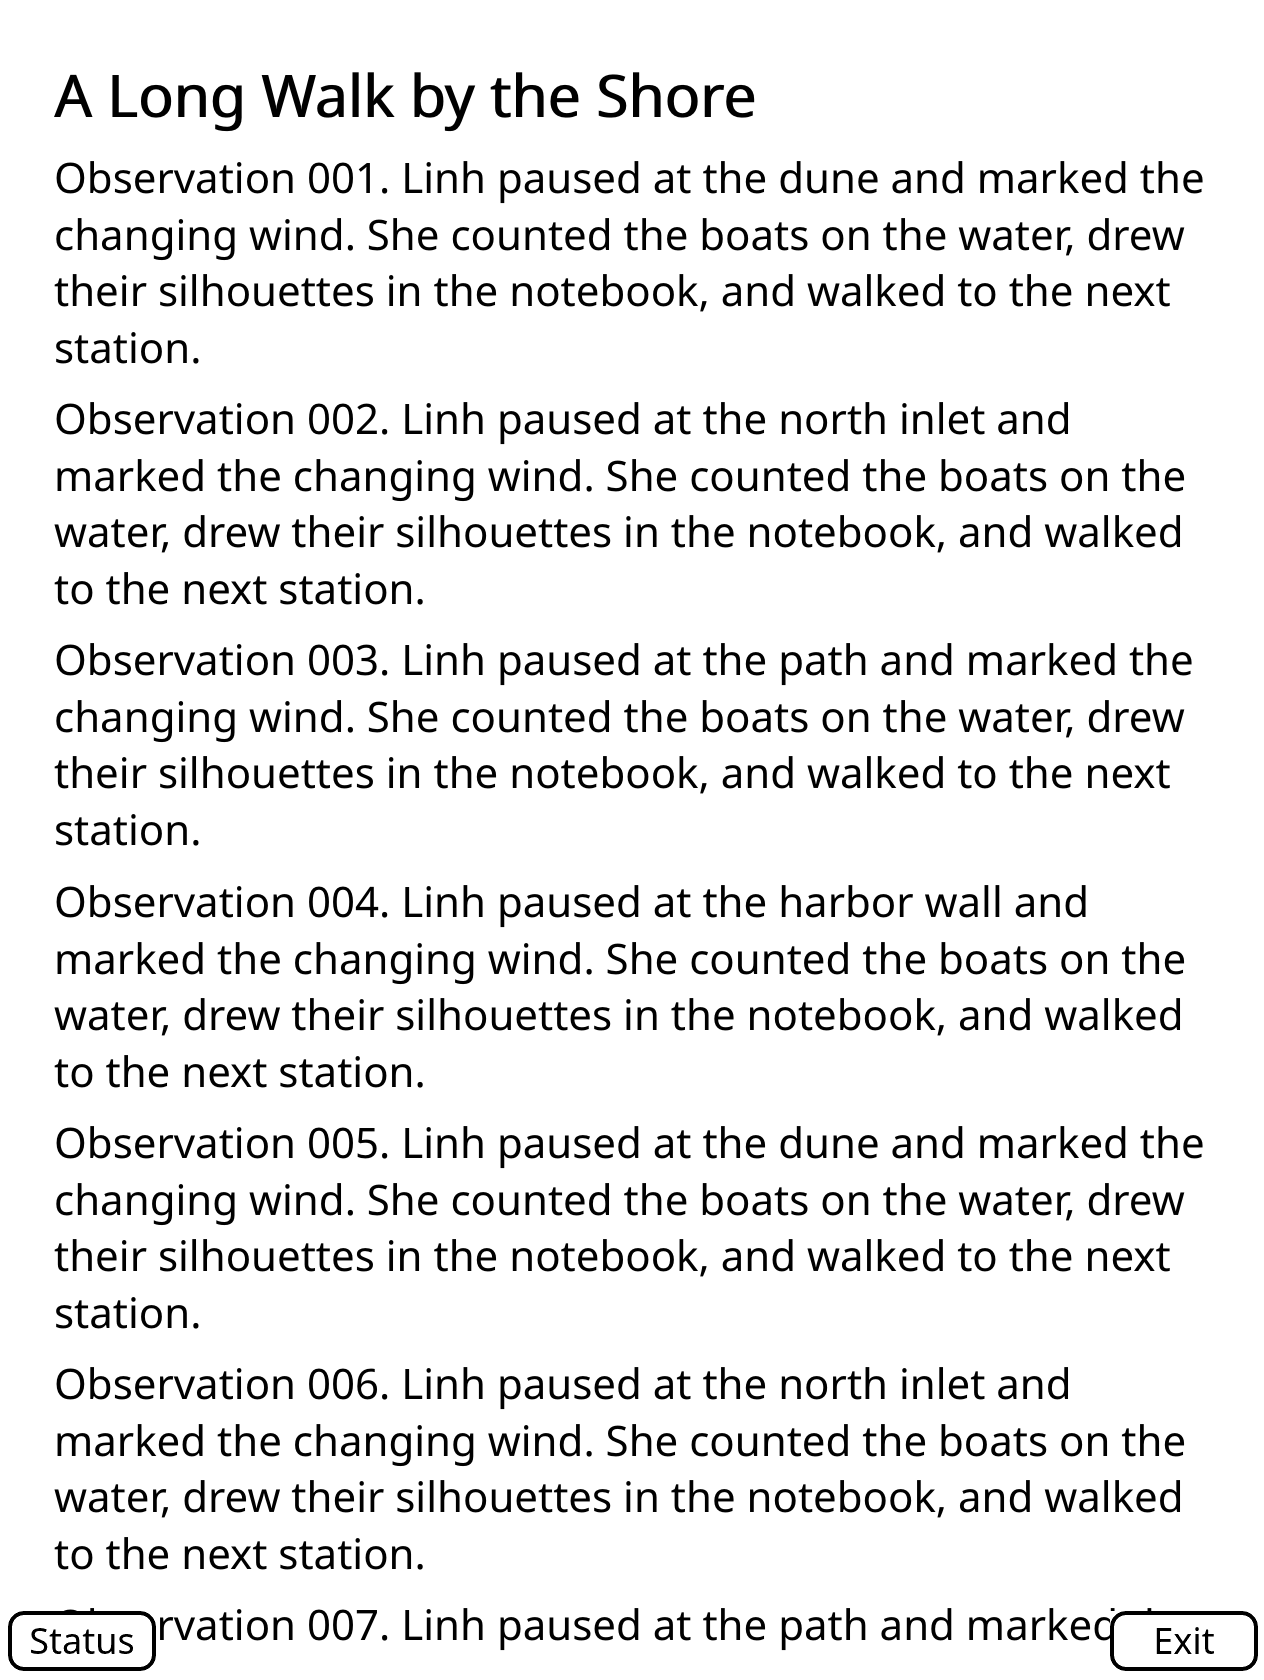 A Long Walk by the Shore
Observation 001. Linh paused at the dune and marked the
changing wind. She counted the boats on the water, drew
their silhouettes in the notebook, and walked to the next
station.
Observation 002. Linh paused at the north inlet and
marked the changing wind. She counted the boats on the
water, drew their silhouettes in the notebook, and walked
to the next station.
Observation 003. Linh paused at the path and marked the
changing wind. She counted the boats on the water, drew
their silhouettes in the notebook, and walked to the next
station.
Observation 004. Linh paused at the harbor wall and
marked the changing wind. She counted the boats on the
water, drew their silhouettes in the notebook, and walked
to the next station.
Observation 005. Linh paused at the dune and marked the
changing wind. She counted the boats on the water, drew
their silhouettes in the notebook, and walked to the next
station.
Observation 006. Linh paused at the north inlet and
marked the changing wind. She counted the boats on the
water, drew their silhouettes in the notebook, and walked
to the next station.
007. Linh paused at the path and marked
Status
Exit